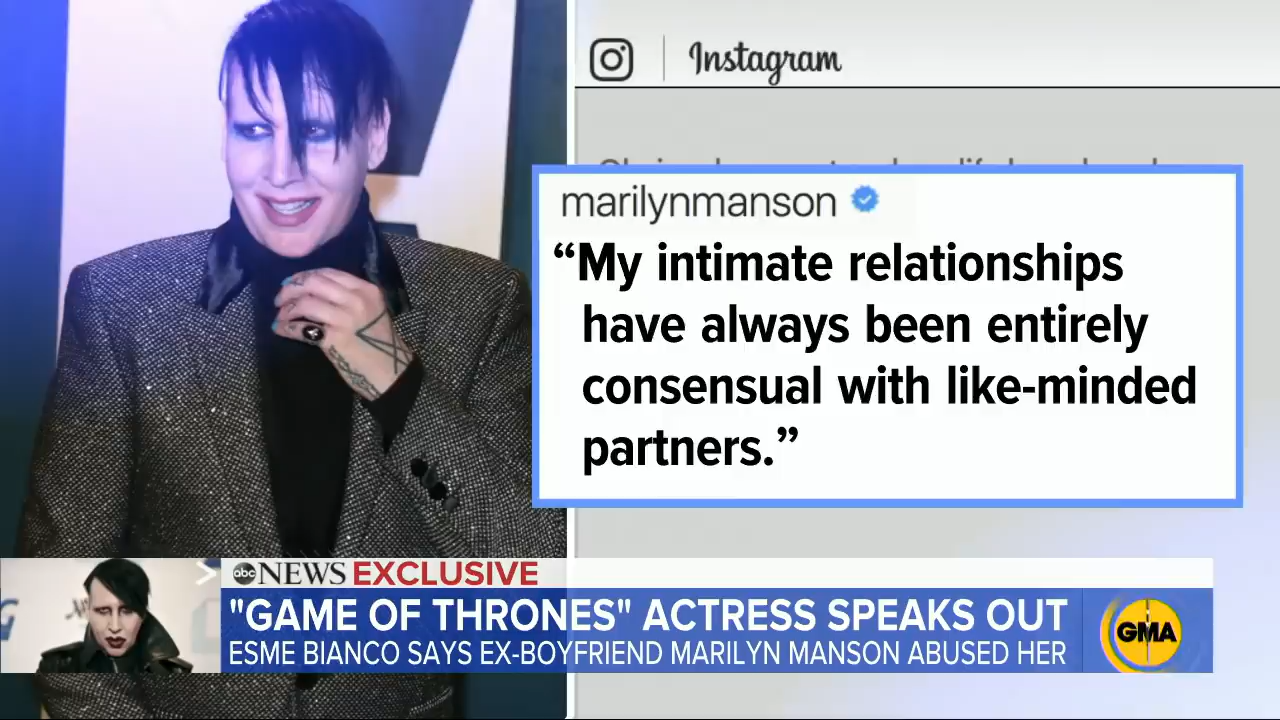 Instagram
marilynmanson
“My intimate relationships
have always been entirely
consensual with like-minded
partners.”
abc NEWS EXCLUSIVE
"GAME OF THRONES" ACTRESS SPEAKS OUT
ESME BIANCO SAYS EX-BOYFRIEND MARILYN MANSON ABUSED HER
GMA